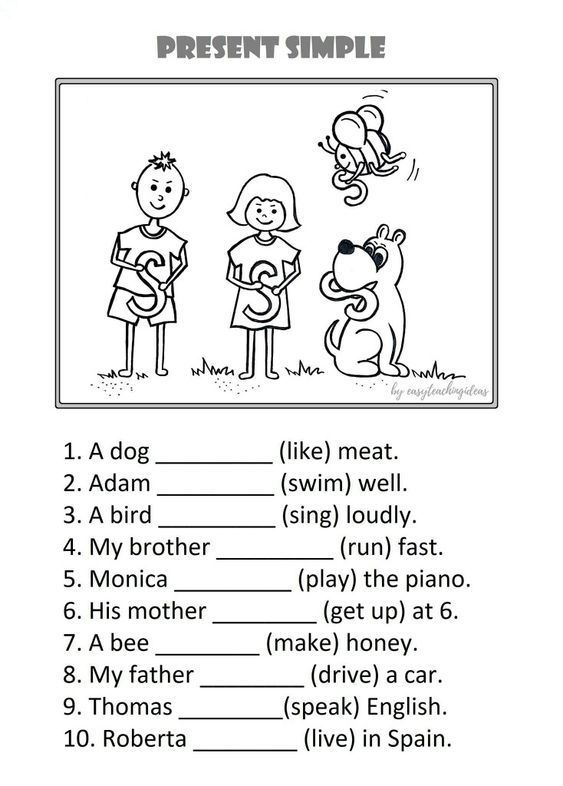 PRESENT SIMPLE
S
S
S
S
by easyteachingideas
1. A dog _________ (like) meat.
2. Adam _________ (swim) well.
3. A bird _________ (sing) loudly.
4. My brother _________ (run) fast.
5. Monica _________ (play) the piano.
6. His mother ________ (get up) at 6.
7. A bee ________ (make) honey.
8. My father ________ (drive) a car.
9. Thomas ________(speak) English.
10. Roberta ________ (live) in Spain.